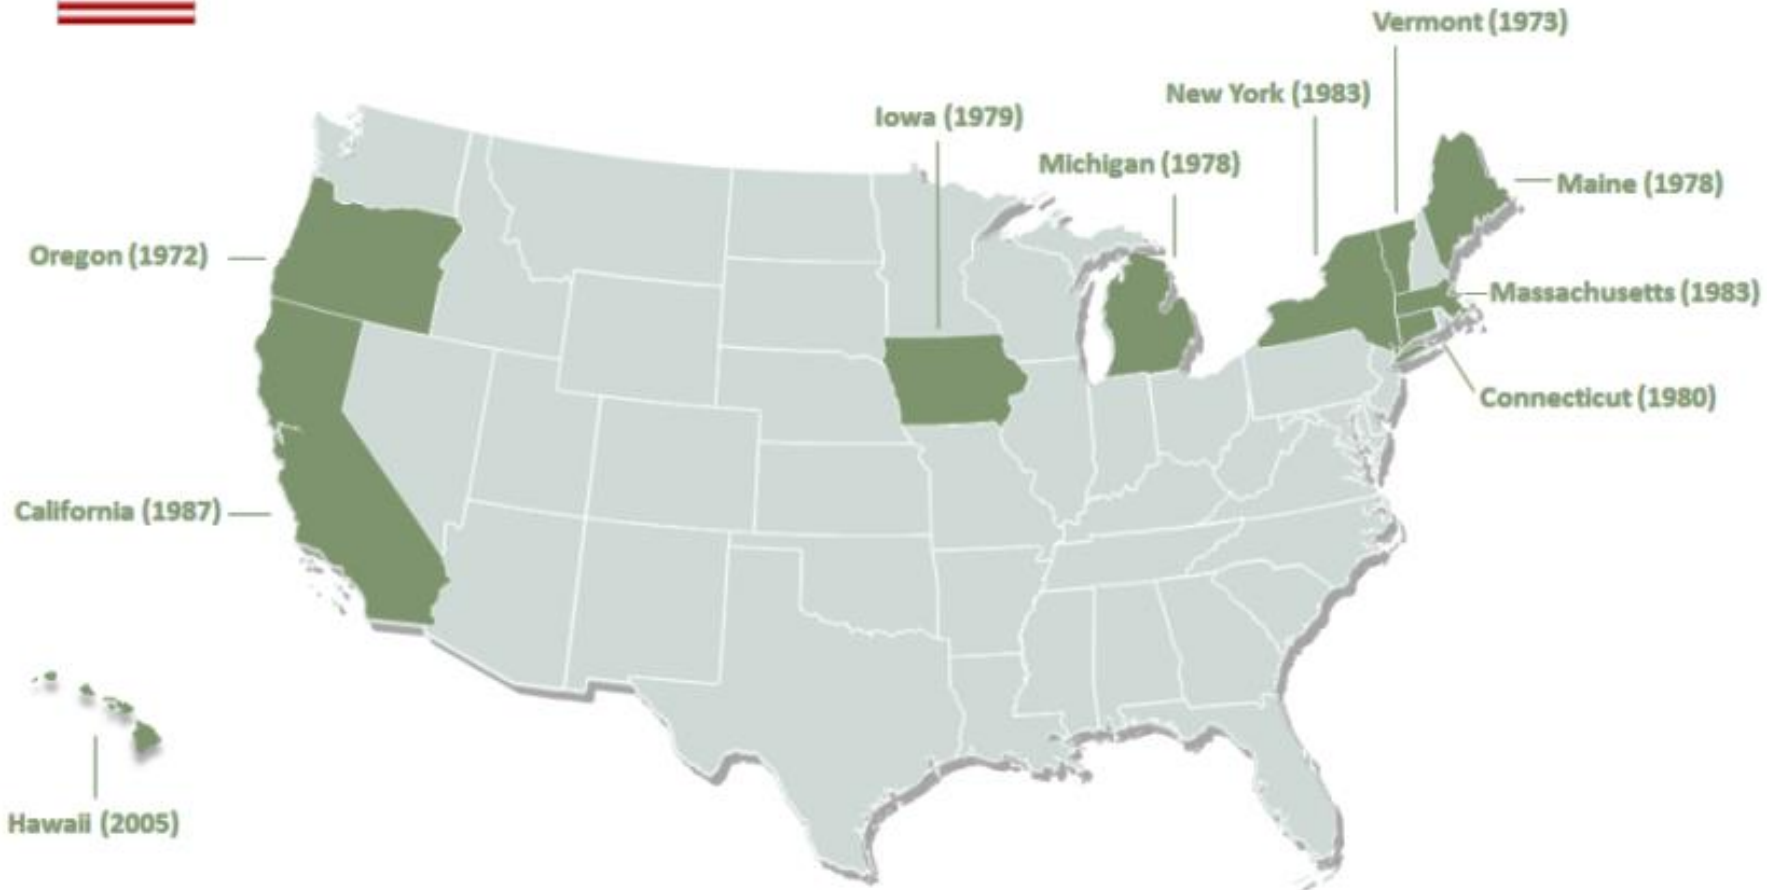 Vermont (1973)
New York (1983)
Iowa (1979)
Michigan (1978)
Maine (1978)
Oregon (1972)
Massachusetts (1983)
Connecticut (1980)
California (1987)
Hawaii (2005)